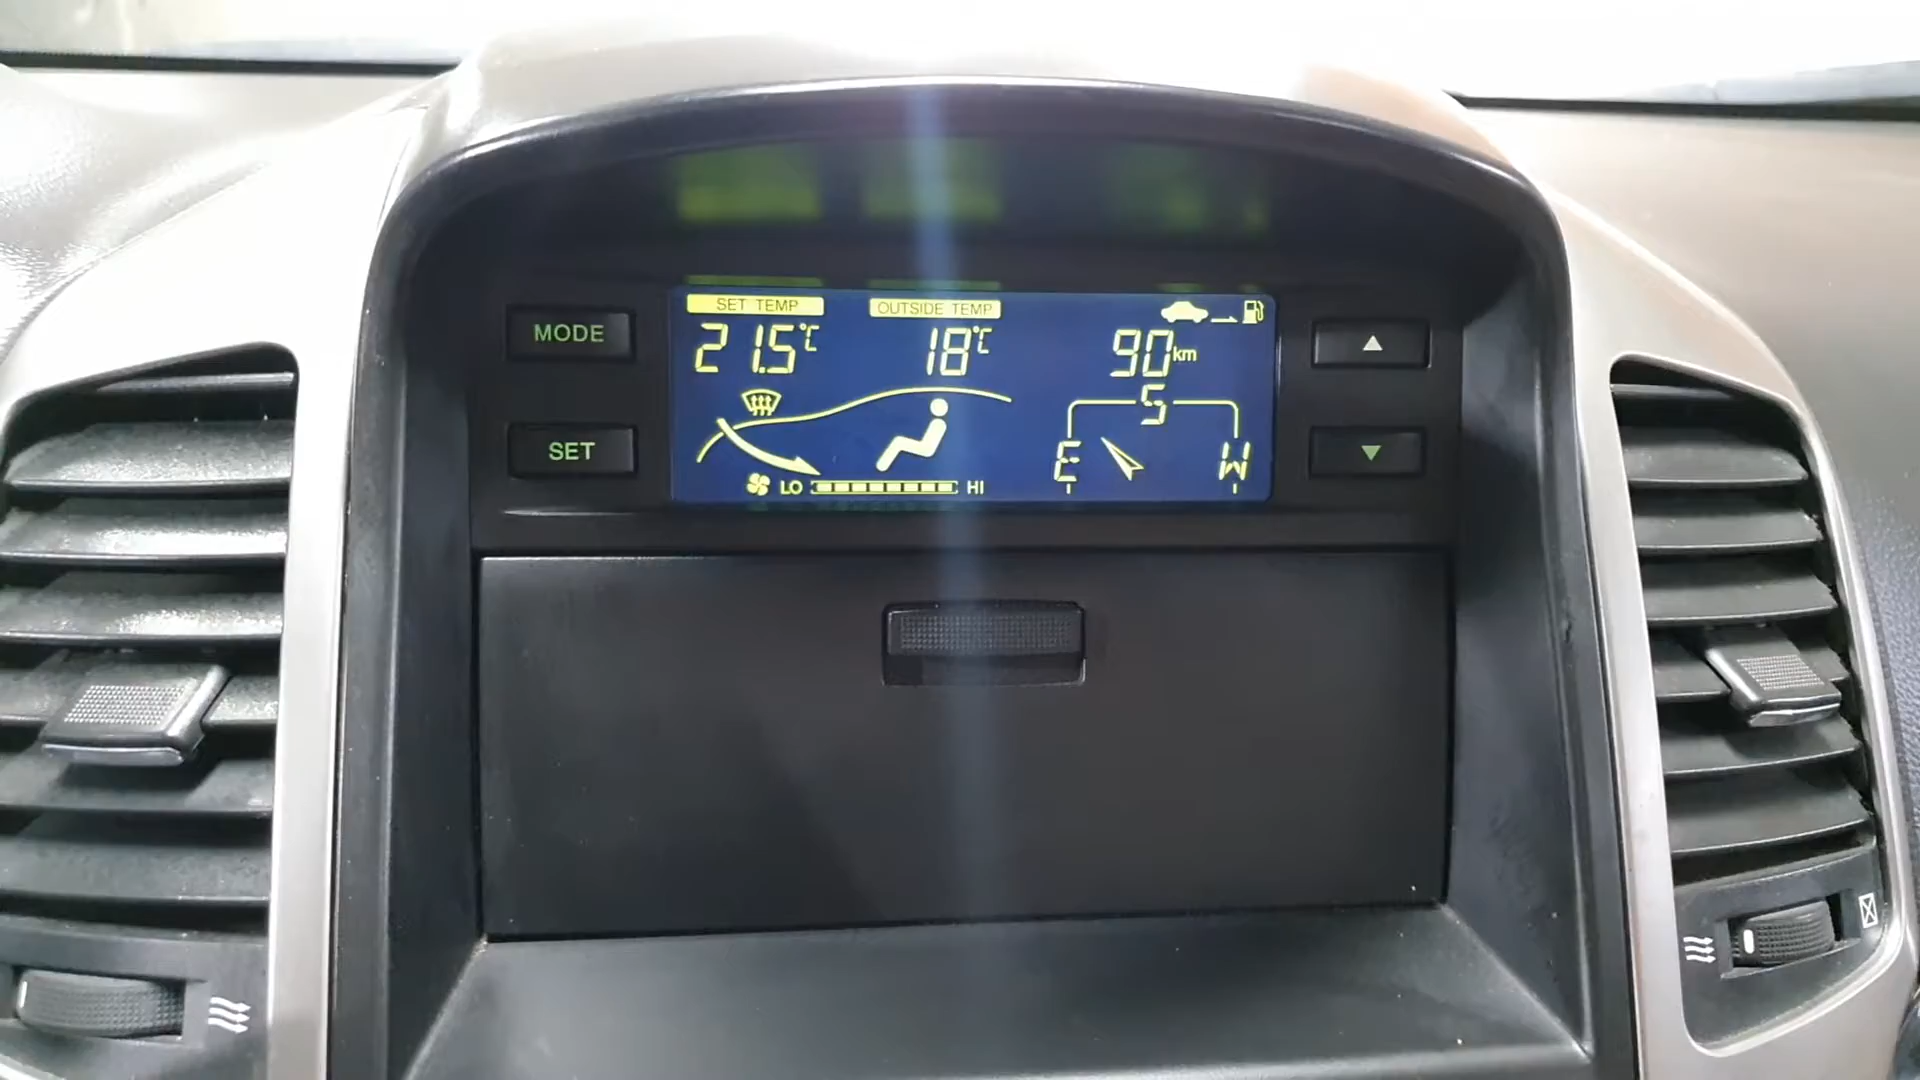 SET TEMP OUTSIDE TEMP
MODE 21.5°C 18°C 90km
S
SET E W
LO HI